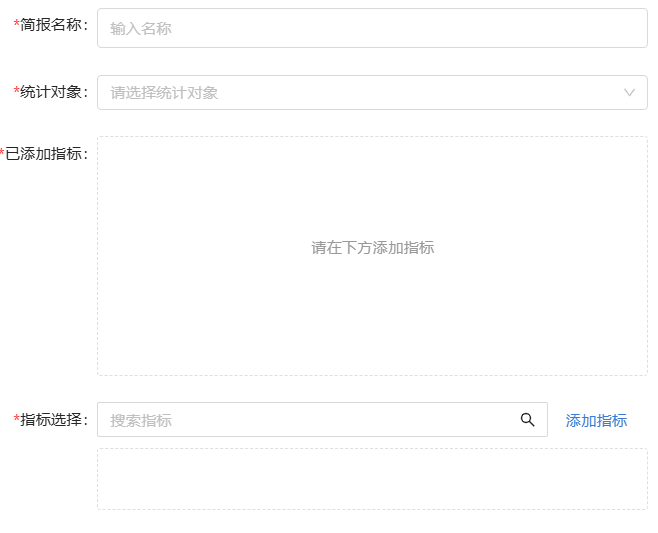 *简报名称：
输入名称
*统计对象：
请选择统计对象
*已添加指标：
请在下方添加指标
*指标选择：
搜索指标
添加指标